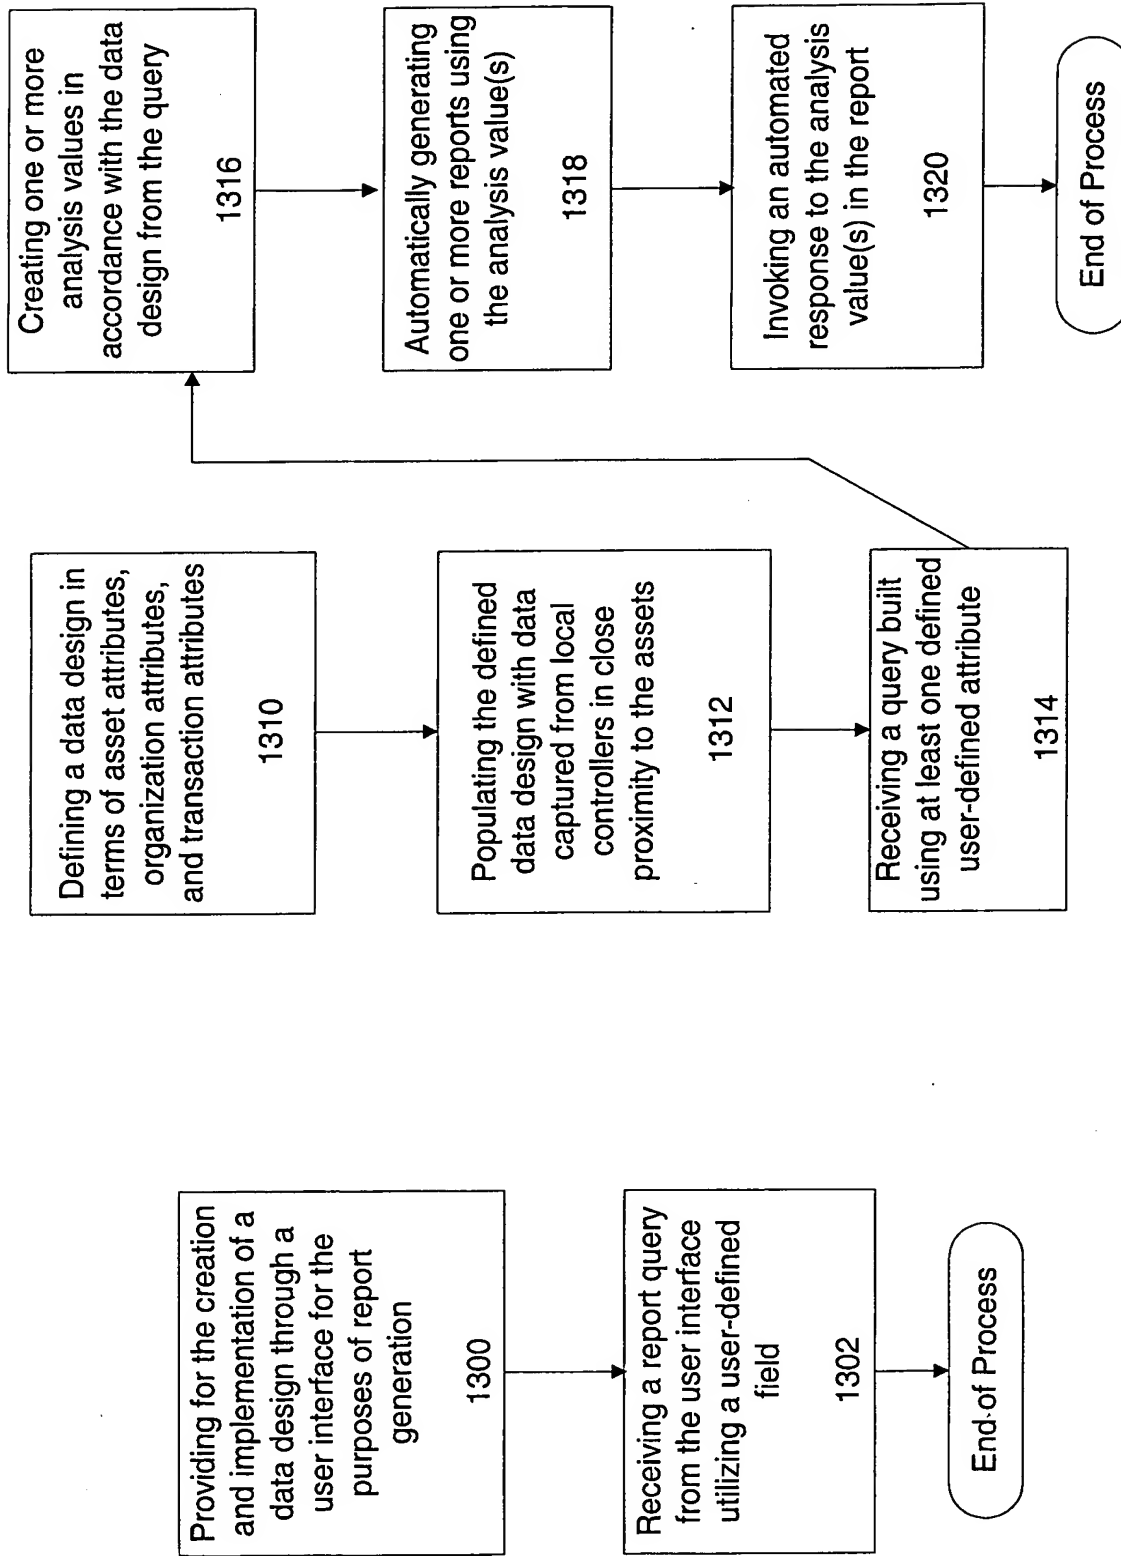 Providing for the creation
and implementation of a
data design through a
user interface for the
purposes of report
generation
1300
Receiving a report query
from the user interface
utilizing a user-defined
field
1302
End of Process
Defining a data design in
terms of asset attributes,
organization attributes,
and transaction attributes
1310
Populating the defined
data design with data
captured from local
controllers in close
proximity to the assets
1312
Receiving a query built
using at least one defined
user-defined attribute
1314
Creating one or more
analysis values in
accordance with the data
design from the query
1316
Automatically generating
one or more reports using
the analysis value(s)
1318
Invoking an automated
response to the analysis
value(s) in the report
1320
End of Process